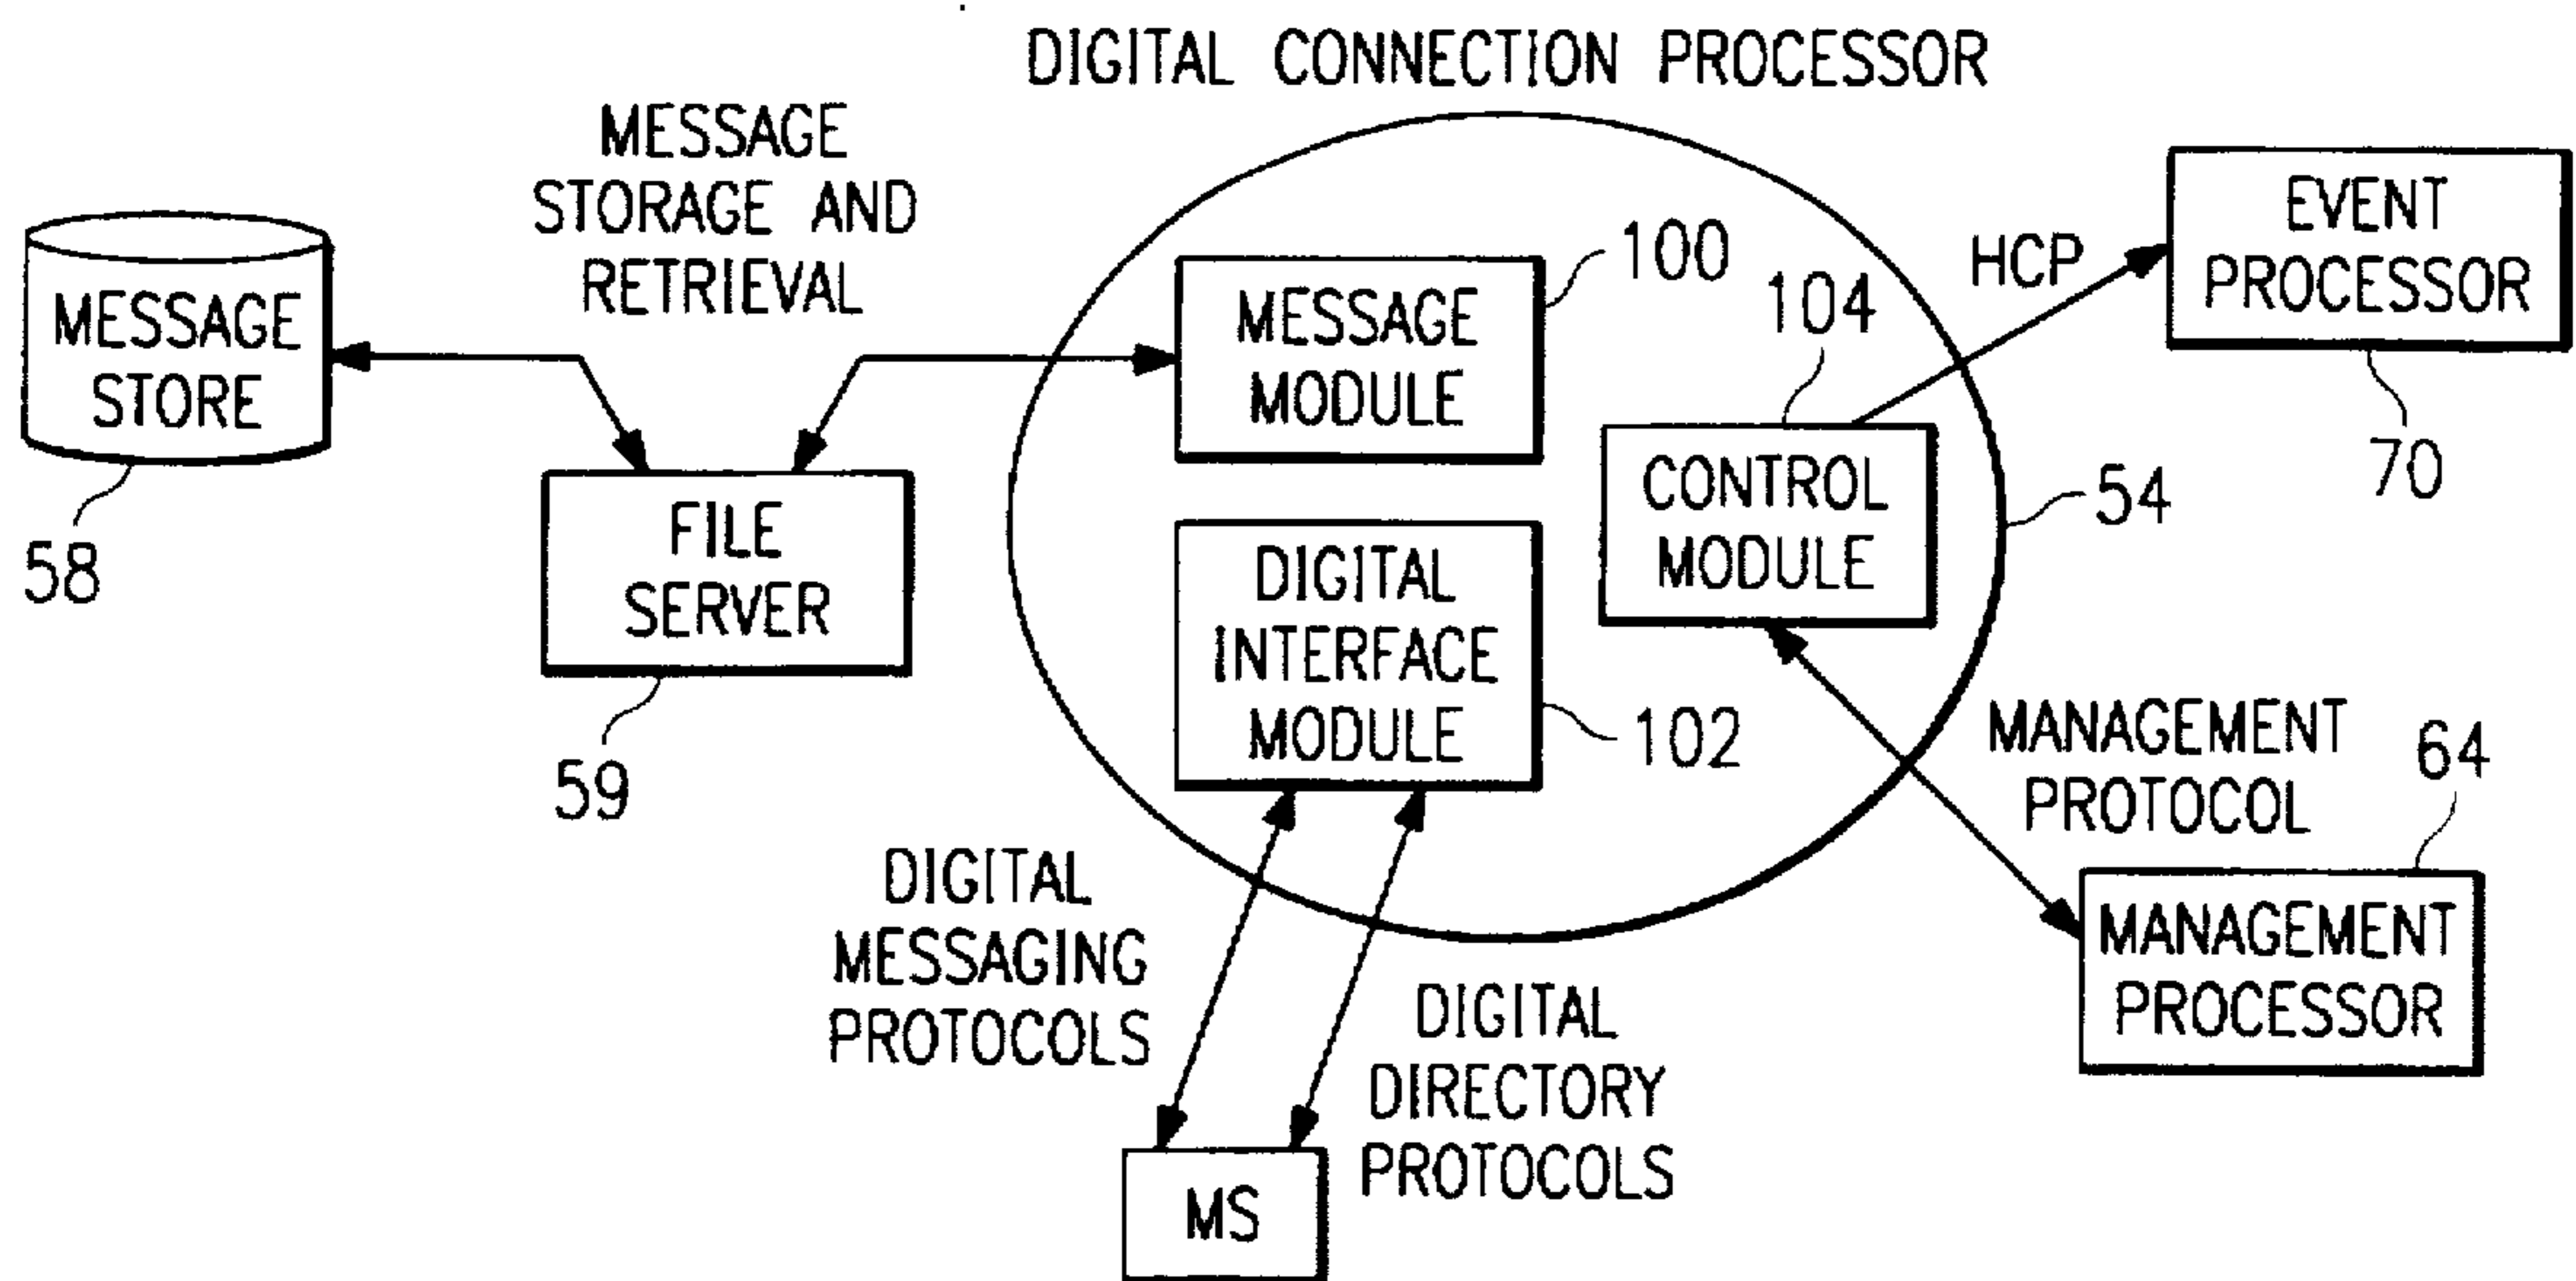 DIGITAL CONNECTION PROCESSOR
MESSAGE
STORAGE AND
RETRIEVAL
MESSAGE
STORE
58
FILE
SERVER
59
MESSAGE
MODULE
100
DIGITAL
INTERFACE
MODULE
102
CONTROL
MODULE
104
54
HCP
EVENT
PROCESSOR
70
MANAGEMENT
PROTOCOL
64
MANAGEMENT
PROCESSOR
DIGITAL
MESSAGING
PROTOCOLS
DIGITAL
DIRECTORY
PROTOCOLS
MS